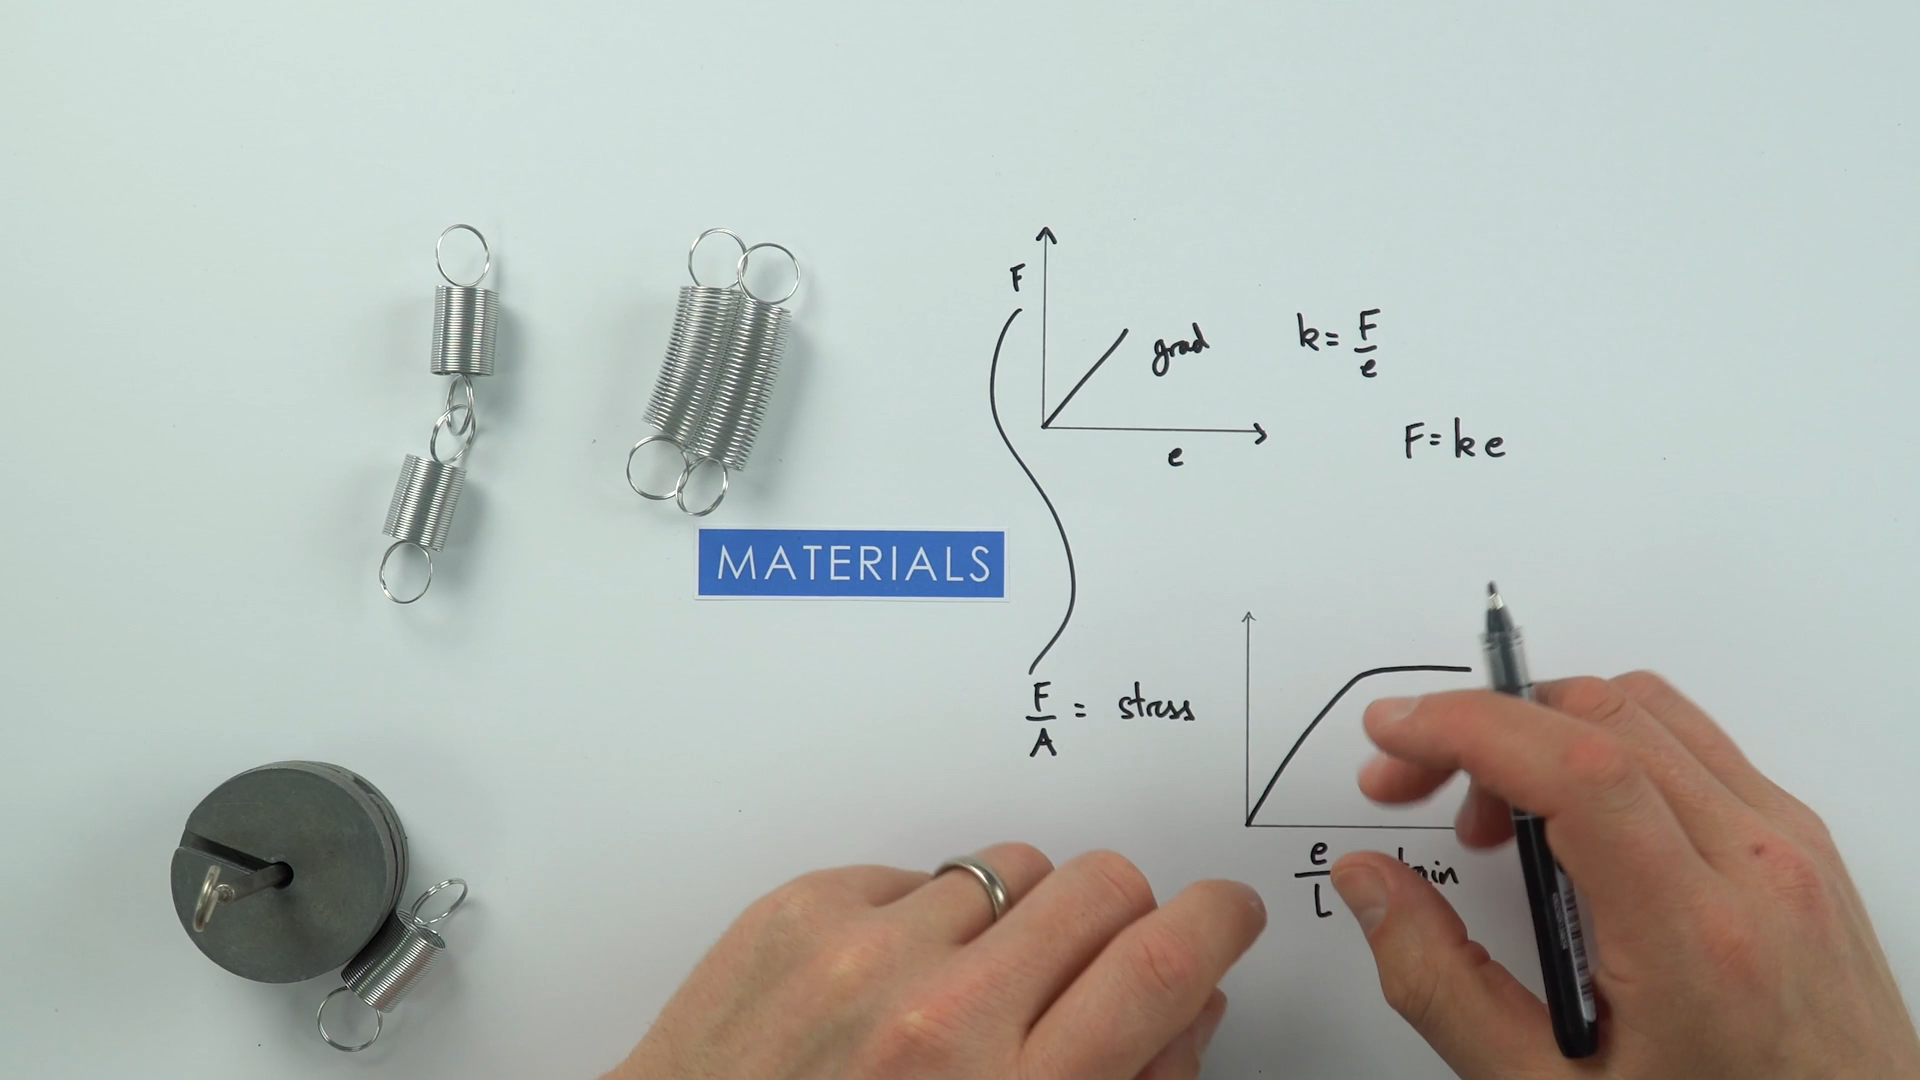 F
grad
k = F/e
e
F = ke
MATERIALS
F/A = stress
e/L